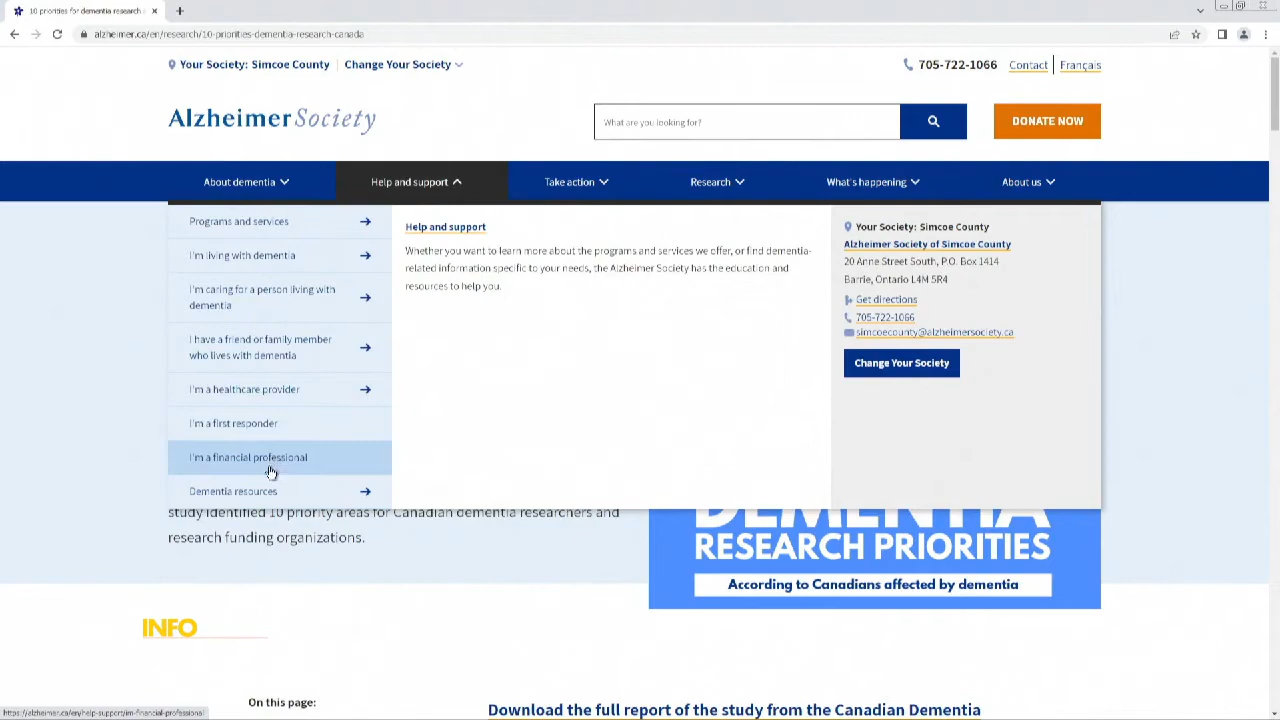 10 priorities for dementia research
alzheimer.ca/en/research/10-priorities-dementia-research-canada
Your Society: Simcoe County
Change Your Society
705-722-1066
Contact
Français
Alzheimer Society
What are you looking for?
DONATE NOW
About dementia
Help and support
Take action
Research
What's happening
About us
Programs and services
I'm living with dementia
I'm caring for a person living with
dementia
I have a friend or family member
who lives with dementia
I'm a healthcare provider
I'm a first responder
I'm a financial professional
Dementia resources
Help and support
Whether you want to learn more about the programs and services we offer, or find dementia-
related information specific to your needs, the Alzheimer Society has the education and
resources to help you.
Your Society: Simcoe County
Alzheimer Society of Simcoe County
20 Anne Street South, P.O. Box 1414
Barrie, Ontario L4M 5R4
Get directions
705-722-1066
simcoecounty@alzheimersociety.ca
Change Your Society
study identified 10 priority areas for Canadian dementia researchers and
research funding organizations.
DEMENTIA
RESEARCH PRIORITIES
According to Canadians affected by dementia
INFO
On this page:
Download the full report of the study from the Canadian Dementia
https://alzheimer.ca/en/help-support/im-financial-professional